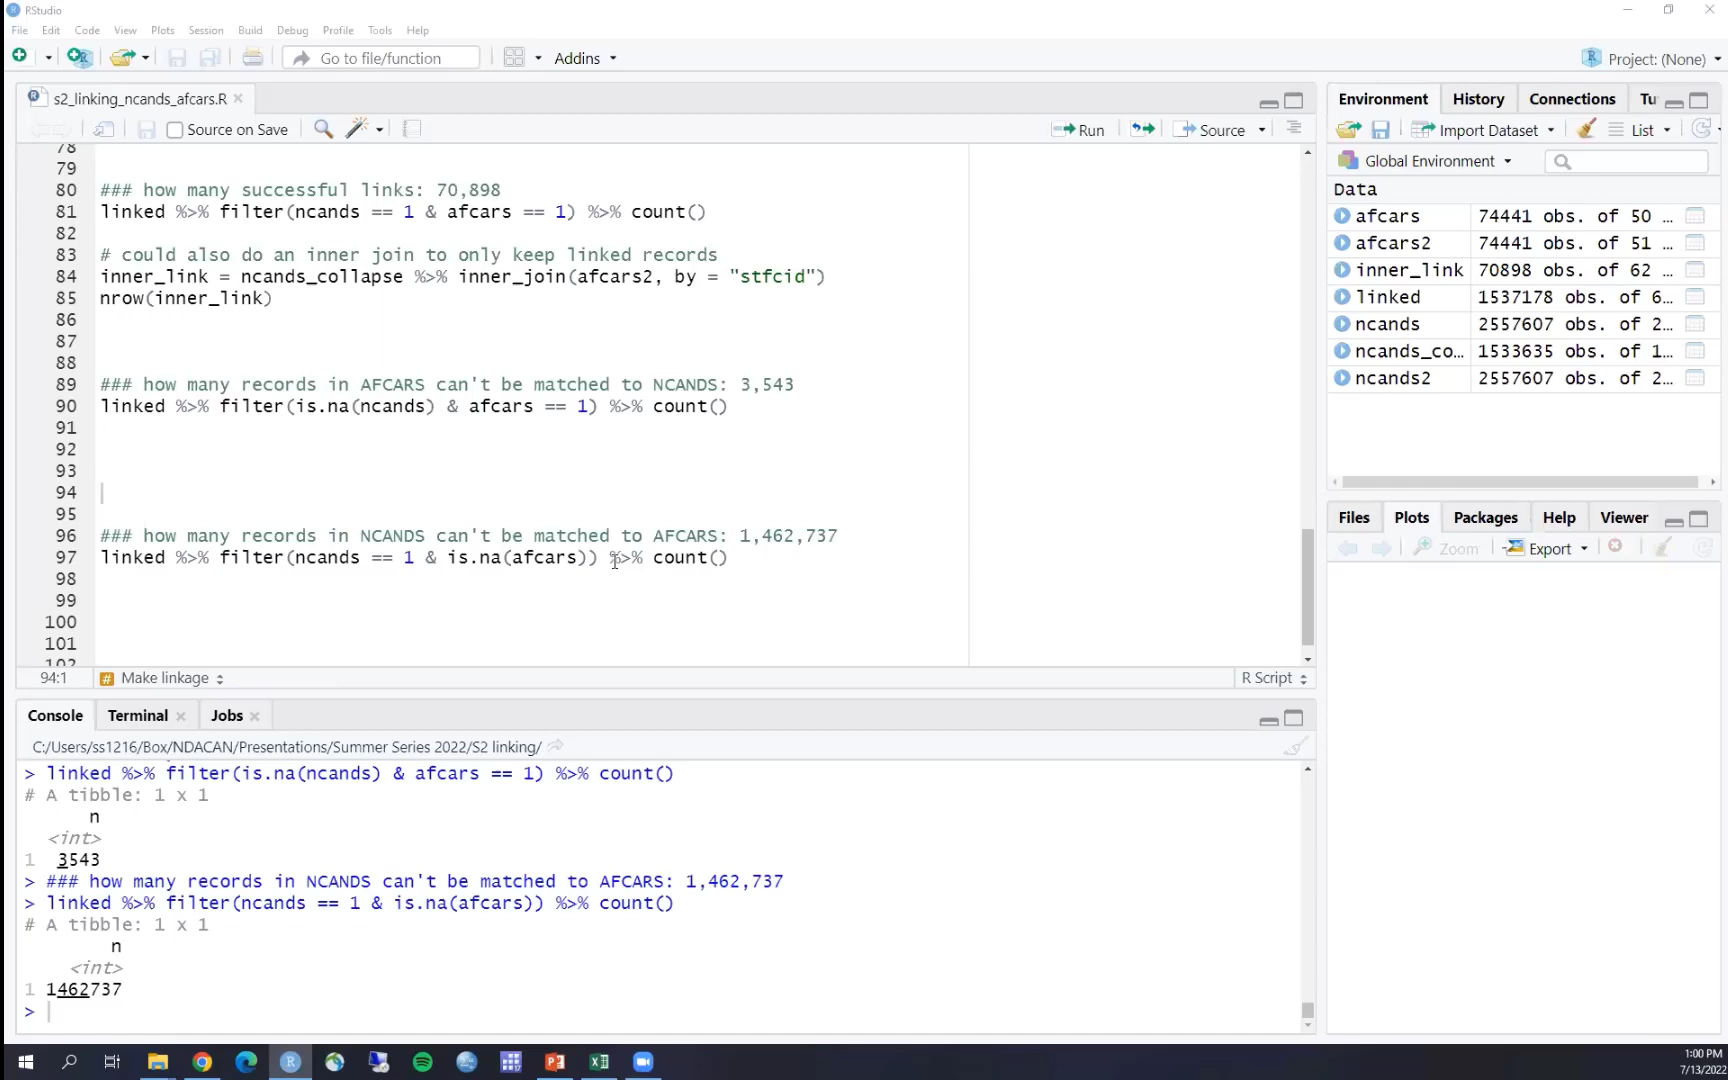 RStudio
File Edit Code View Plots Session Build Debug Profile Tools Help
Go to file/function Addins Project: (None)
s2_linking_ncands_afcars.R
Source on Save Run Source
78
79
80 ### how many successful links: 70,898
81 linked %>% filter(ncands == 1 & afcars == 1) %>% count()
82
83 # could also do an inner join to only keep linked records
84 inner_link = ncands_collapse %>% inner_join(afcars2, by = "stfcid")
85 nrow(inner_link)
86
87
88
89 ### how many records in AFCARS can't be matched to NCANDS: 3,543
90 linked %>% filter(is.na(ncands) & afcars == 1) %>% count()
91
92
93
94
95
96 ### how many records in NCANDS can't be matched to AFCARS: 1,462,737
97 linked %>% filter(ncands == 1 & is.na(afcars)) %>% count()
98
99
100
101
102
94:1 # Make linkage R Script
Console Terminal Jobs
C:/Users/ss1216/Box/NDACAN/Presentations/Summer Series 2022/S2 linking/
> linked %>% filter(is.na(ncands) & afcars == 1) %>% count()
# A tibble: 1 x 1
n
<int>
1 3543
> ### how many records in NCANDS can't be matched to AFCARS: 1,462,737
> linked %>% filter(ncands == 1 & is.na(afcars)) %>% count()
# A tibble: 1 x 1
n
<int>
1 1462737
>
Environment History Connections Tu
Import Dataset List
Global Environment
Data
afcars 74441 obs. of 50 …
afcars2 74441 obs. of 51 …
inner_link 70898 obs. of 62 …
linked 1537178 obs. of 6…
ncands 2557607 obs. of 2…
ncands_co… 1533635 obs. of 1…
ncands2 2557607 obs. of 2…
Files Plots Packages Help Viewer
Zoom Export
1:00 PM
7/13/2022